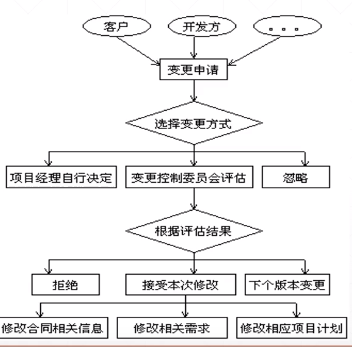 客户
开发方
。。。
变更申请
选择变更方式
项目经理自行决定
变更控制委员会评估
忽略
根据评估结果
拒绝
接受本次修改
下个版本变更
修改合同相关信息
修改相关需求
修改相应项目计划